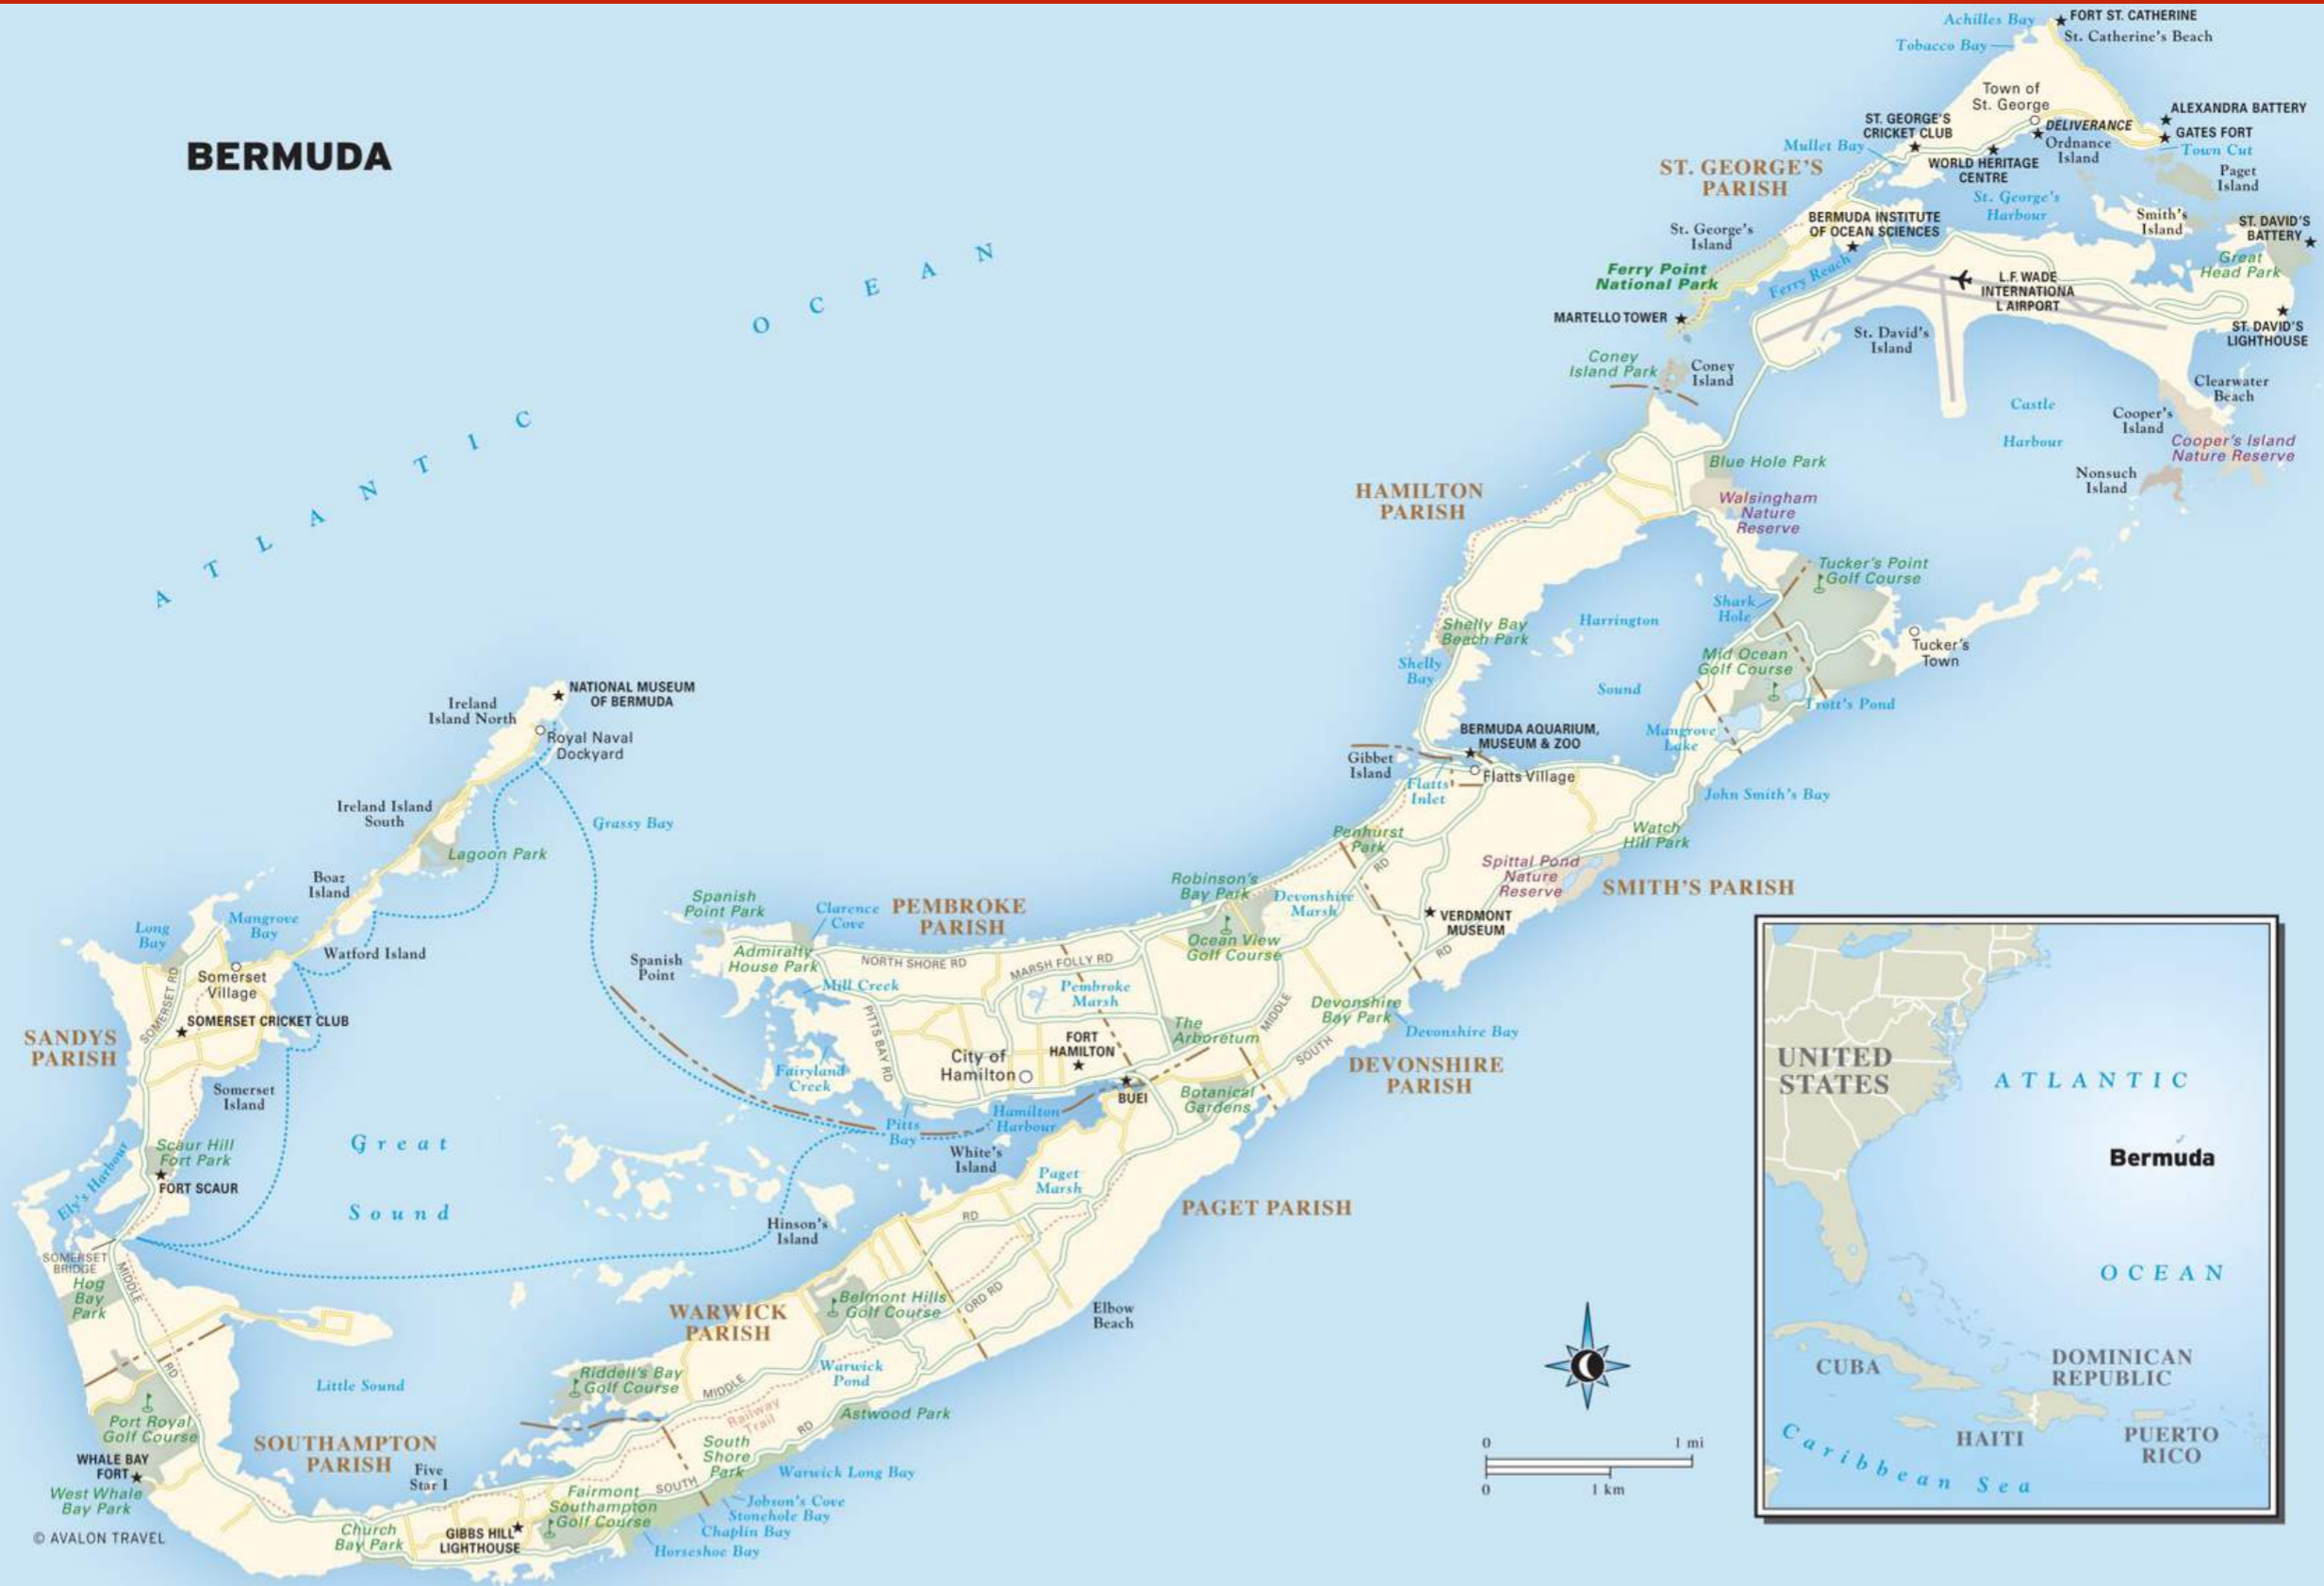 BERMUDA
ATLANTIC OCEAN
Achilles Bay
FORT ST. CATHERINE
St. Catherine's Beach
Tobacco Bay
Town of
St. George
ALEXANDRA BATTERY
ST. GEORGE'S
CRICKET CLUB
DELIVERANCE
GATES FORT
Ordnance
Island
Town Cut
Mullet Bay
WORLD HERITAGE
CENTRE
Paget
Island
ST. GEORGE'S
PARISH
St. George's
Harbour
Smith's
Island
ST. DAVID'S
BATTERY
BERMUDA INSTITUTE
OF OCEAN SCIENCES
St. George's
Island
Great
Head Park
Ferry Point
National Park
Ferry Reach
L.F. WADE
INTERNATIONA
L AIRPORT
MARTELLO TOWER
St. David's
Island
ST. DAVID'S
LIGHTHOUSE
Coney
Island Park
Coney
Island
Clearwater
Beach
Castle
Harbour
Cooper's
Island
Cooper's Island
Nature Reserve
Nonsuch
Island
Blue Hole Park
HAMILTON
PARISH
Walsingham
Nature
Reserve
Tucker's Point
Golf Course
Shark
Hole
Harrington
Sound
Shelly Bay
Beach Park
Tucker's
Town
Mid Ocean
Golf Course
Shelly
Bay
Trott's Pond
Mangrove
Lake
BERMUDA AQUARIUM,
MUSEUM & ZOO
Gibbet
Island
Flatts Village
Flatts
Inlet
John Smith's Bay
Watch
Hill Park
Penhurst
Park
RD
Spittal Pond
Nature
Reserve
SMITH'S PARISH
VERDMONT
MUSEUM
RD
NATIONAL MUSEUM
OF BERMUDA
Ireland
Island North
Royal Naval
Dockyard
Ireland Island
South
Grassy Bay
Lagoon Park
Boaz
Island
Mangrove
Bay
Long
Bay
Watford Island
Somerset
Village
SOMERSET RD
SOMERSET CRICKET CLUB
SANDYS
PARISH
Somerset
Island
Scaur Hill
Fort Park
FORT SCAUR
Ely's Harbour
Great
Sound
SOMERSET
BRIDGE
Hog
Bay
Park
MIDDLE
RD
Spanish
Point Park
Clarence
Cove
PEMBROKE
PARISH
Spanish
Point
Admiralty
House Park
NORTH SHORE RD
MARSH FOLLY RD
Mill Creek
Pembroke
Marsh
PITTS BAY RD
FORT
HAMILTON
City of
Hamilton
Fairyland
Creek
BUEI
Hamilton
Harbour
Pitts
Bay
White's
Island
Robinson's
Bay Park
Devonshire
Marsh
Ocean View
Golf Course
The
Arboretum
MIDDLE
Devonshire
Bay Park
Devonshire Bay
SOUTH
DEVONSHIRE
PARISH
Botanical
Gardens
Paget
Marsh
PAGET PARISH
RD
Hinson's
Island
ORD RD
Elbow
Beach
WARWICK
PARISH
Belmont Hills
Golf Course
Riddell's Bay
Golf Course
MIDDLE
Warwick
Pond
Railway
Trail
RD
Astwood Park
South
Shore
Park
SOUTH
Warwick Long Bay
Jobson's Cove
Stonehole Bay
Chaplin Bay
Horseshoe Bay
Little Sound
Port Royal
Golf Course
SOUTHAMPTON
PARISH
WHALE BAY
FORT
West Whale
Bay Park
Five
Star I
Fairmont
Southampton
Golf Course
Church
Bay Park
GIBBS HILL
LIGHTHOUSE
© AVALON TRAVEL
0 1 mi
0 1 km
UNITED
STATES
ATLANTIC
Bermuda
OCEAN
CUBA
DOMINICAN
REPUBLIC
HAITI
PUERTO
RICO
Caribbean Sea